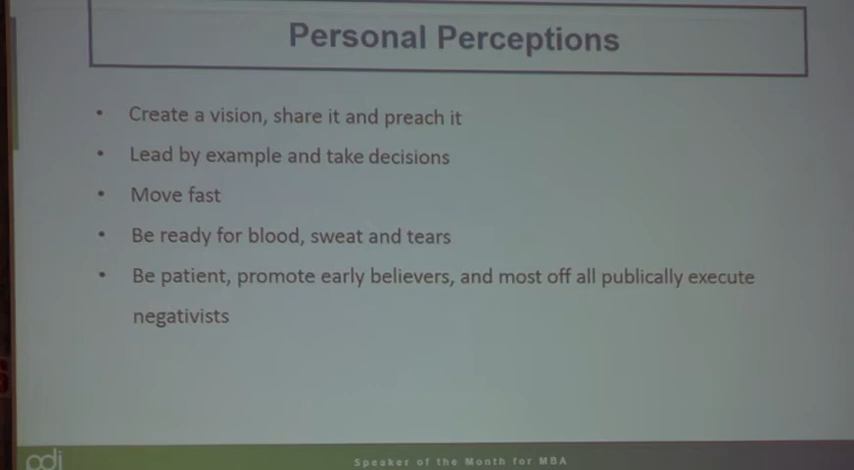 Personal Perceptions
• Create a vision, share it and preach it
• Lead by example and take decisions
• Move fast
• Be ready for blood, sweat and tears
• Be patient, promote early believers, and most off all publically execute
negativists
Speaker of the Month for MBA